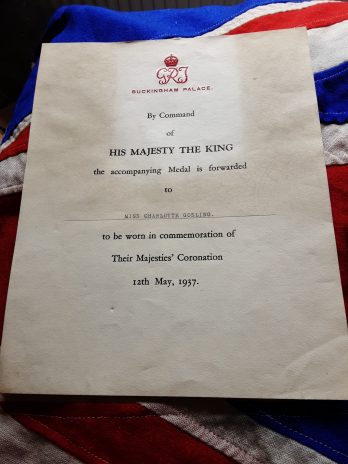 GRI
BUCKINGHAM PALACE.
By Command
of
HIS MAJESTY THE KING
the accompanying Medal is forwarded
to
MISS CHARLOTTE GOSLING.
to be worn in commemoration of
Their Majesties' Coronation
12th May, 1937.